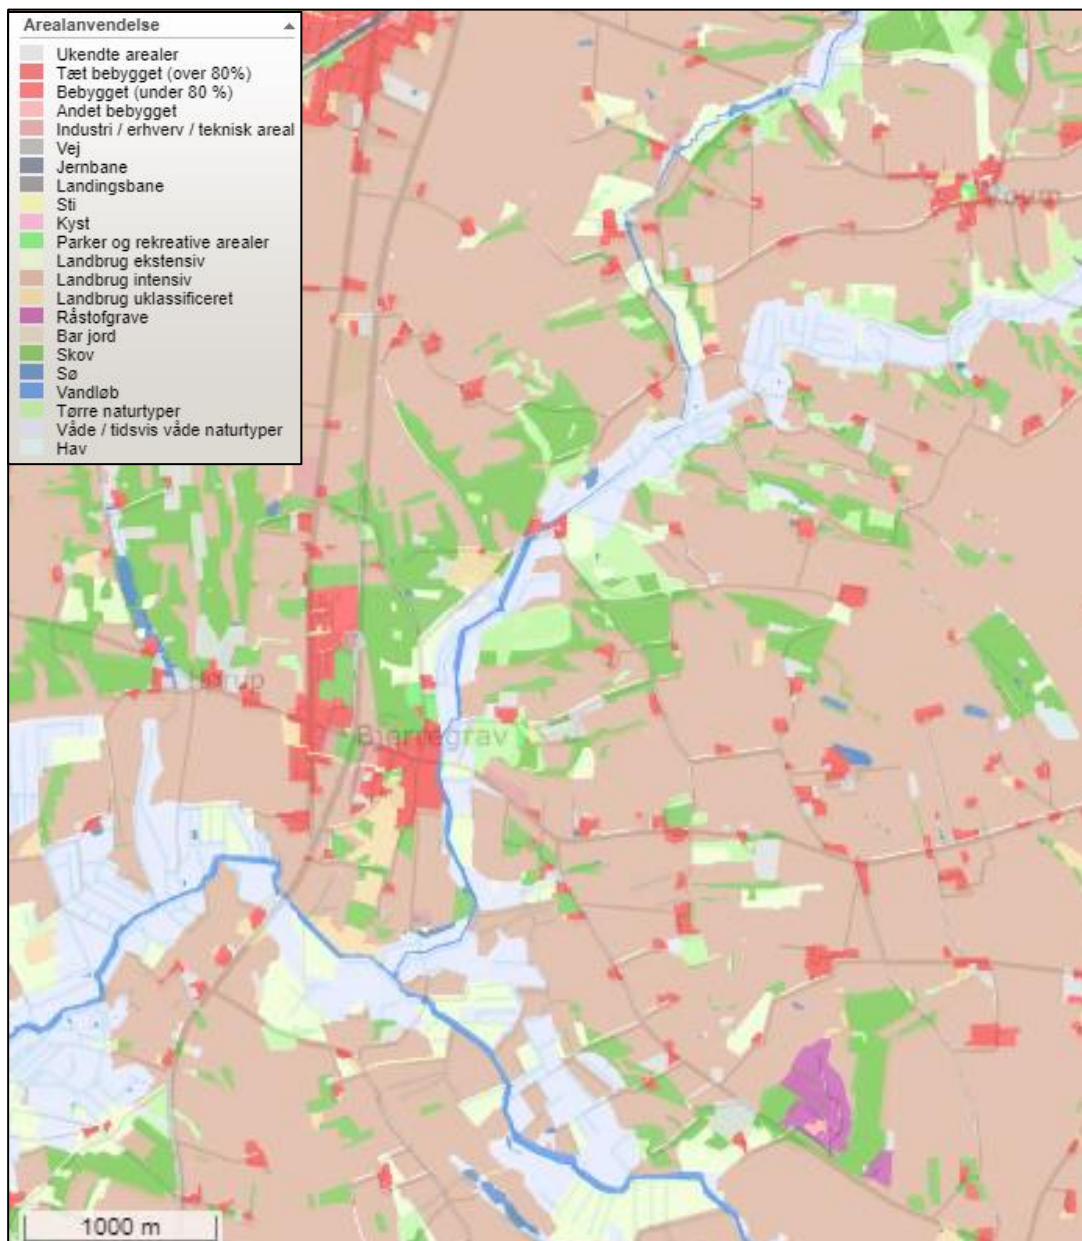 Arealanvendelse
Ukendte arealer
Tæt bebygget (over 80%)
Bebygget (under 80 %)
Andet bebygget
Industri / erhverv / teknisk areal
Vej
Jernbane
Landingsbane
Sti
Kyst
Parker og rekreative arealer
Landbrug ekstensiv
Landbrug intensiv
Landbrug uklassificeret
Råstofgrave
Bar jord
Skov
Sø
Vandløb
Tørre naturtyper
Våde / tidsvis våde naturtyper
Hav
Bjerregrav
1000 m